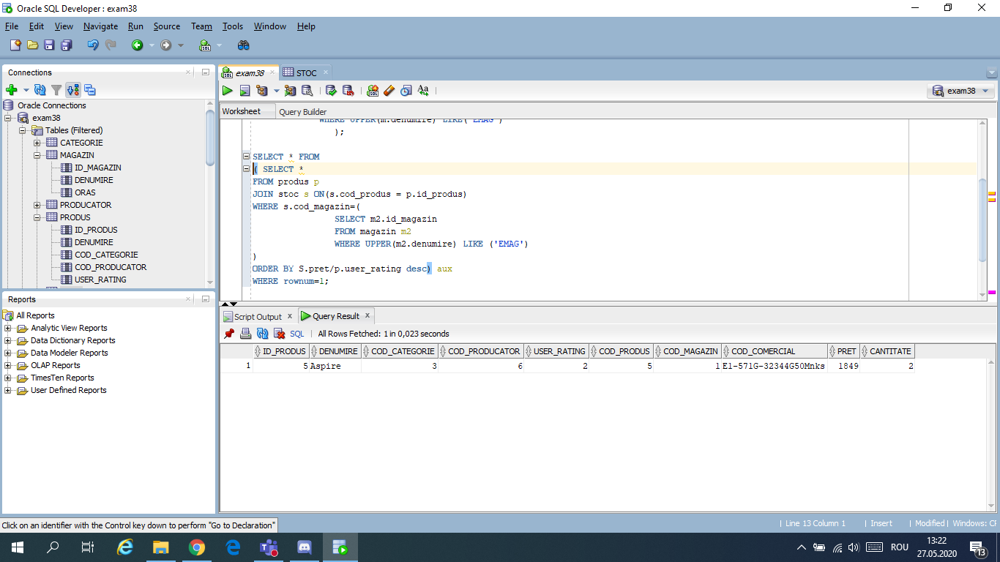 Oracle SQL Developer : exam38
File Edit View Navigate Run Source Team Tools Window Help
Connections
Oracle Connections
exam38
Tables (Filtered)
CATEGORIE
MAGAZIN
ID_MAGAZIN
DENUMIRE
ORAS
PRODUCATOR
PRODUS
ID_PRODUS
DENUMIRE
COD_CATEGORIE
COD_PRODUCATOR
USER_RATING
Reports
All Reports
Analytic View Reports
Data Dictionary Reports
Data Modeler Reports
OLAP Reports
TimesTen Reports
User Defined Reports
exam38 STOC
exam38
Worksheet Query Builder
WHERE UPPER(m.denumire) LIKE('EMAG')
);
SELECT * FROM
( SELECT *
FROM produs p
JOIN stoc s ON(s.cod_produs = p.id_produs)
WHERE s.cod_magazin=(
SELECT m2.id_magazin
FROM magazin m2
WHERE UPPER(m2.denumire) LIKE ('EMAG')
)
ORDER BY S.pret/p.user_rating desc) aux
WHERE rownum=1;
Script Output x Query Result x
SQL | All Rows Fetched: 1 in 0,023 seconds
ID_PRODUS DENUMIRE COD_CATEGORIE COD_PRODUCATOR USER_RATING COD_PRODUS COD_MAGAZIN COD_COMERCIAL PRET CANTITATE
1 5 Aspire 3 6 2 5 1 E1-571G-32344G50Mnks 1849 2
Click on an identifier with the Control key down to perform "Go to Declaration"
| Line 13 Column 1 | Insert | Modified | Windows: CF
ROU
13:22
27.05.2020
13